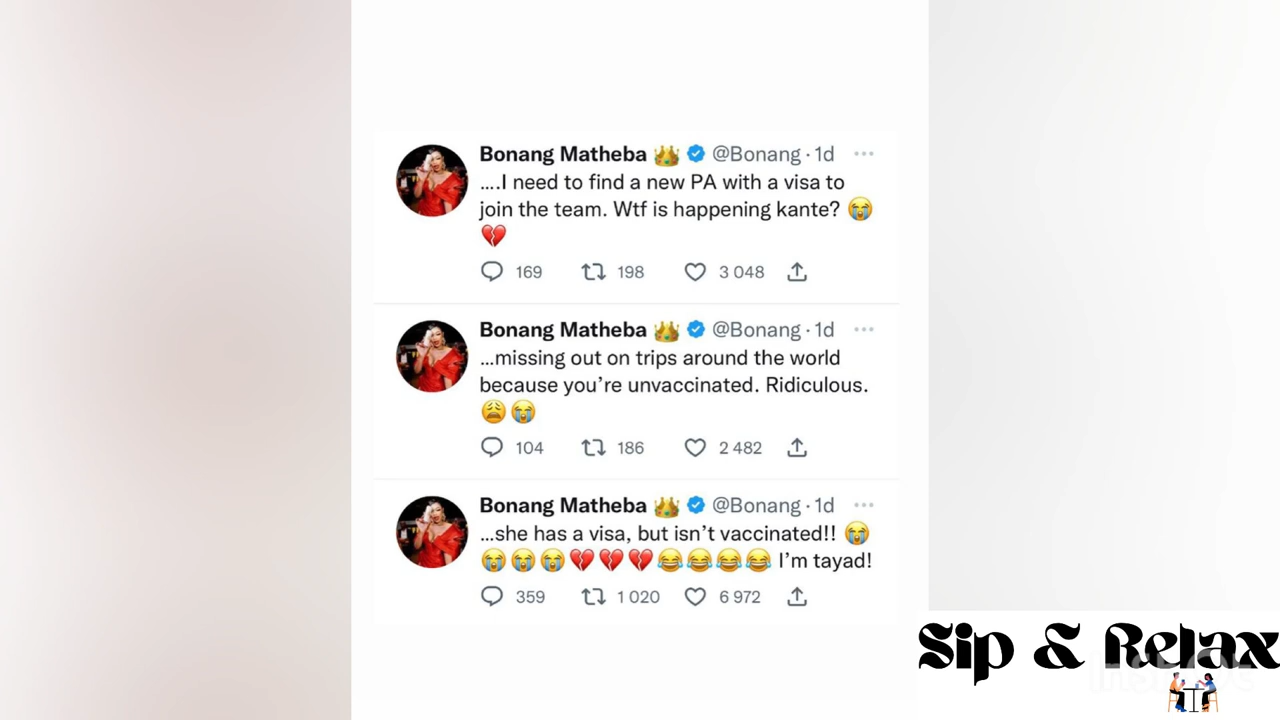 Bonang Matheba 👑 @Bonang · 1d ...
....I need to find a new PA with a visa to
join the team. Wtf is happening kante? 😭
💔
169 198 3 048
Bonang Matheba 👑 @Bonang · 1d ...
...missing out on trips around the world
because you’re unvaccinated. Ridiculous.
😩😭
104 186 2 482
Bonang Matheba 👑 @Bonang · 1d ...
...she has a visa, but isn’t vaccinated!! 😭
😭😭😭💔💔💔😂😂😂😂 I’m tayad!
359 1 020 6 972
Sip & Relax
InShot